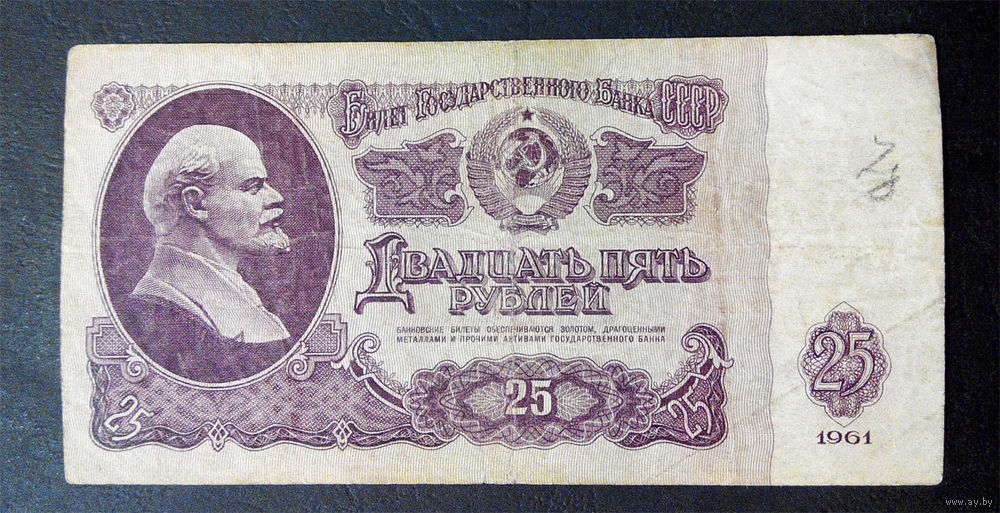 Билет Государственного Банка СССР
Двадцать пять
рублей
БАНКОВСКИЕ БИЛЕТЫ ОБЕСПЕЧИВАЮТСЯ ЗОЛОТОМ, ДРАГОЦЕННЫМИ
МЕТАЛЛАМИ И ПРОЧИМИ АКТИВАМИ ГОСУДАРСТВЕННОГО БАНКА
25
25
25
25
1961
www.ay.by